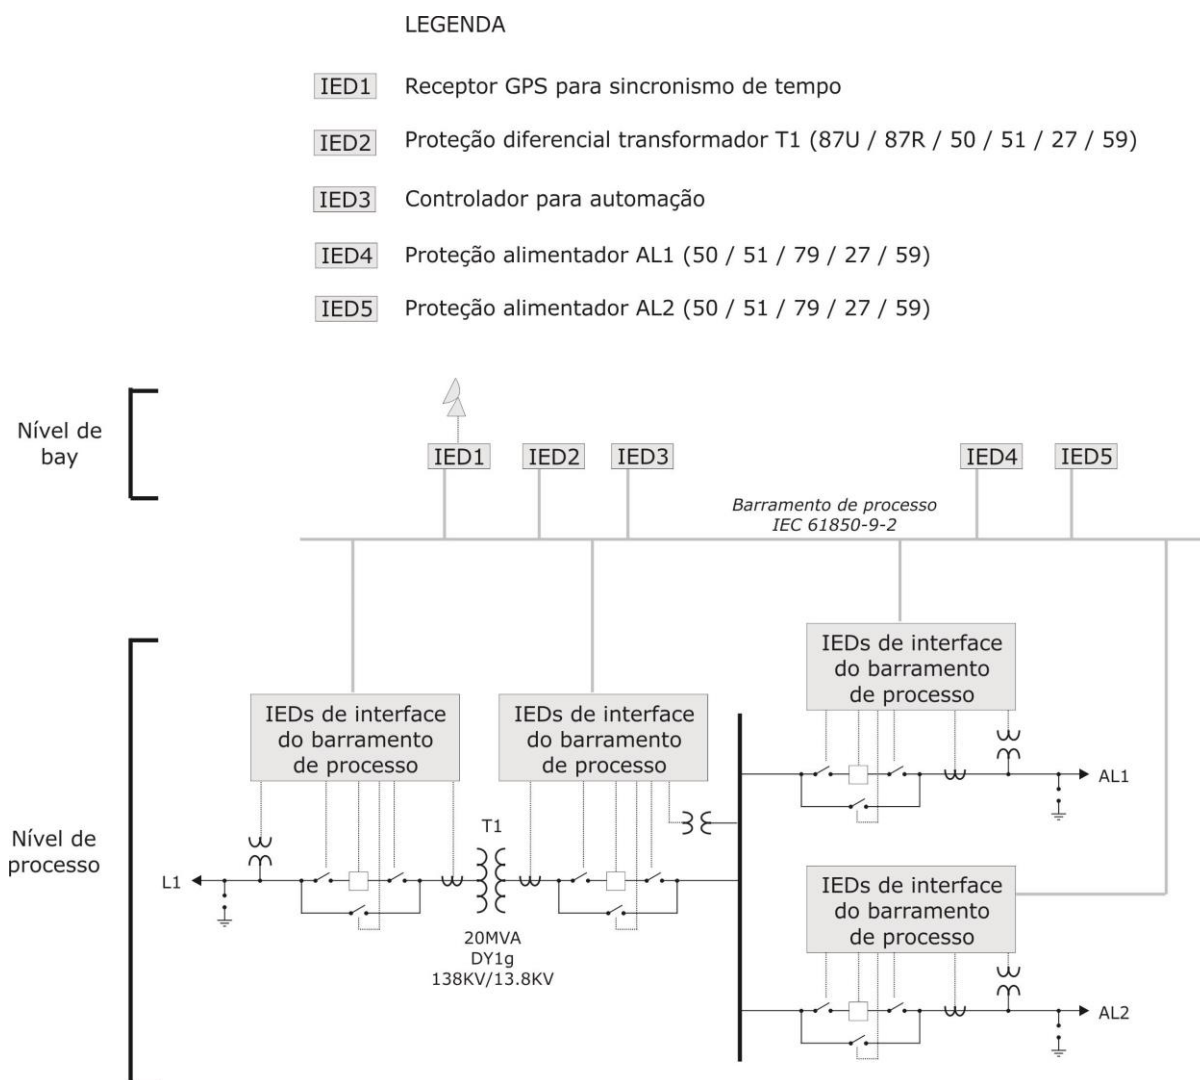 LEGENDA
IED1 Receptor GPS para sincronismo de tempo
IED2 Proteção diferencial transformador T1 (87U / 87R / 50 / 51 / 27 / 59)
IED3 Controlador para automação
IED4 Proteção alimentador AL1 (50 / 51 / 79 / 27 / 59)
IED5 Proteção alimentador AL2 (50 / 51 / 79 / 27 / 59)
Nível de
bay
IED1 IED2 IED3 IED4 IED5
Barramento de processo
IEC 61850-9-2
IEDs de interface
do barramento
de processo
IEDs de interface
do barramento
de processo
IEDs de interface
do barramento
de processo
AL1
Nível de
processo
L1
T1
20MVA
DY1g
138KV/13.8KV
IEDs de interface
do barramento
de processo
AL2